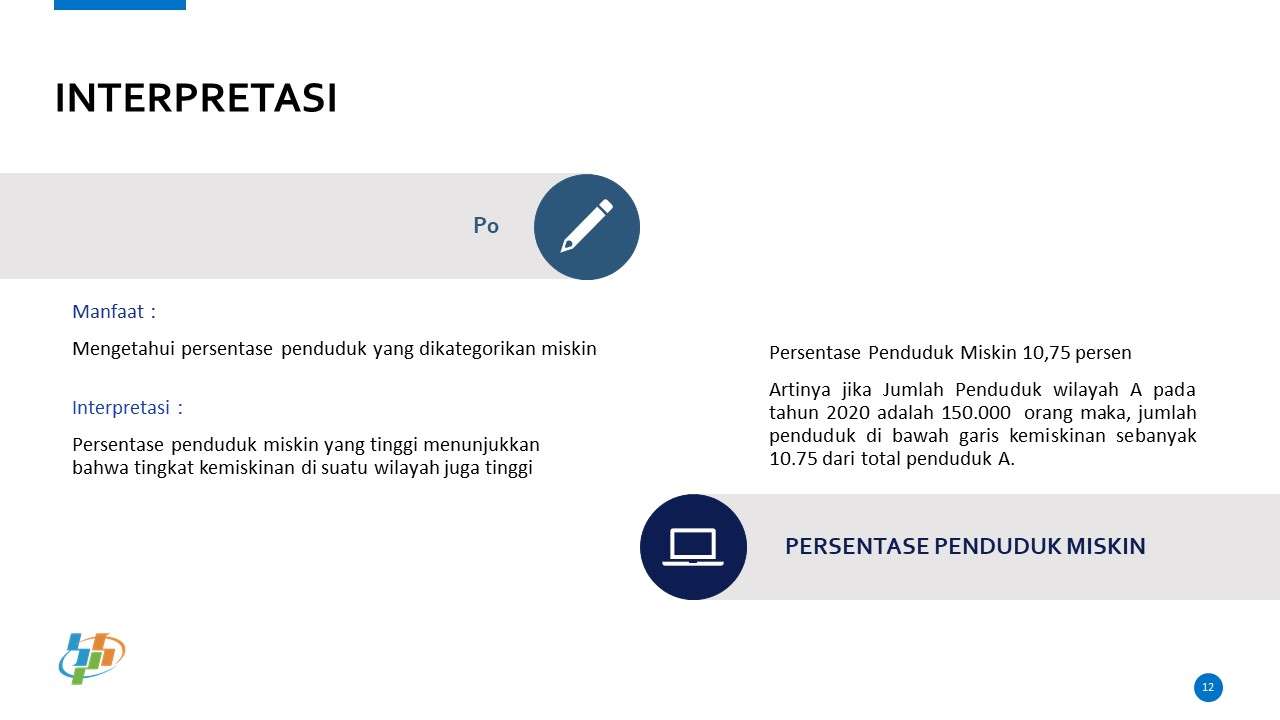 INTERPRETASI
Po
Manfaat :
Mengetahui persentase penduduk yang dikategorikan miskin
Interpretasi :
Persentase penduduk miskin yang tinggi menunjukkan
bahwa tingkat kemiskinan di suatu wilayah juga tinggi
Persentase Penduduk Miskin 10,75 persen
Artinya jika Jumlah Penduduk wilayah A pada
tahun 2020 adalah 150.000 orang maka, jumlah
penduduk di bawah garis kemiskinan sebanyak
10.75 dari total penduduk A.
PERSENTASE PENDUDUK MISKIN
12